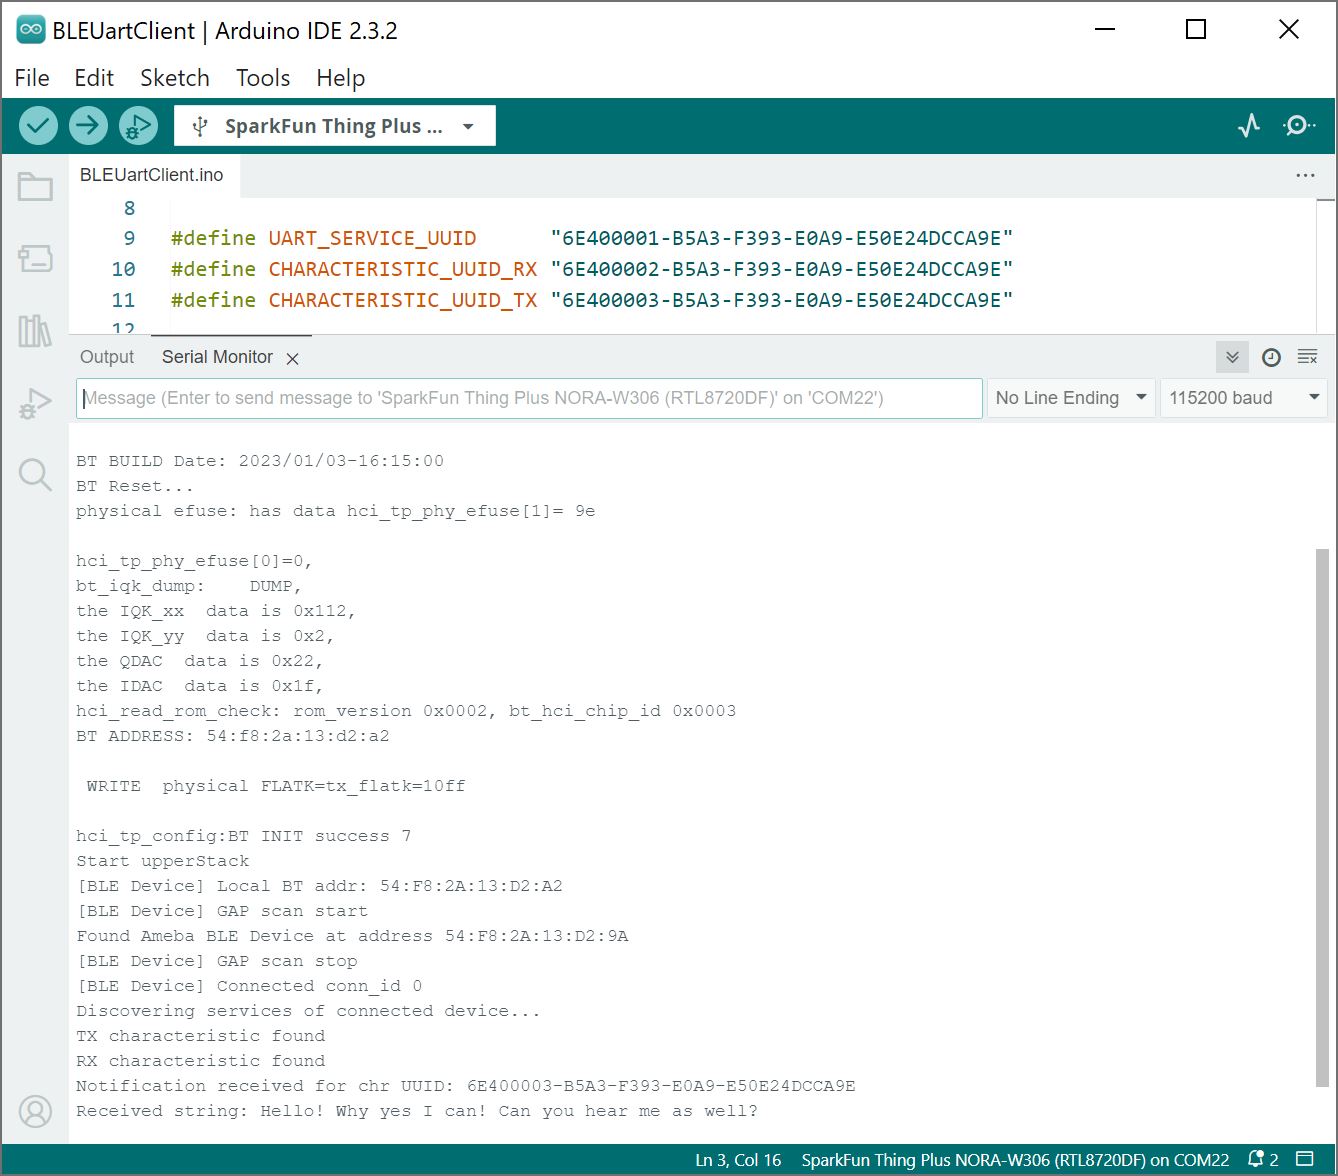 BLEUartClient | Arduino IDE 2.3.2
File Edit Sketch Tools Help
SparkFun Thing Plus ...
BLEUartClient.ino
8
9 #define UART_SERVICE_UUID "6E400001-B5A3-F393-E0A9-E50E24DCCA9E"
10 #define CHARACTERISTIC_UUID_RX "6E400002-B5A3-F393-E0A9-E50E24DCCA9E"
11 #define CHARACTERISTIC_UUID_TX "6E400003-B5A3-F393-E0A9-E50E24DCCA9E"
12
Output Serial Monitor
Message (Enter to send message to 'SparkFun Thing Plus NORA-W306 (RTL8720DF)' on 'COM22') No Line Ending 115200 baud
BT BUILD Date: 2023/01/03-16:15:00
BT Reset...
physical efuse: has data hci_tp_phy_efuse[1]= 9e
hci_tp_phy_efuse[0]=0,
bt_iqk_dump:    DUMP,
the IQK_xx  data is 0x112,
the IQK_yy  data is 0x2,
the QDAC  data is 0x22,
the IDAC  data is 0x1f,
hci_read_rom_check: rom_version 0x0002, bt_hci_chip_id 0x0003
BT ADDRESS: 54:f8:2a:13:d2:a2
WRITE  physical FLATK=tx_flatk=10ff
hci_tp_config:BT INIT success 7
Start upperStack
[BLE Device] Local BT addr: 54:F8:2A:13:D2:A2
[BLE Device] GAP scan start
Found Ameba BLE Device at address 54:F8:2A:13:D2:9A
[BLE Device] GAP scan stop
[BLE Device] Connected conn_id 0
Discovering services of connected device...
TX characteristic found
RX characteristic found
Notification received for chr UUID: 6E400003-B5A3-F393-E0A9-E50E24DCCA9E
Received string: Hello! Why yes I can! Can you hear me as well?
Ln 3, Col 16 SparkFun Thing Plus NORA-W306 (RTL8720DF) on COM22 2